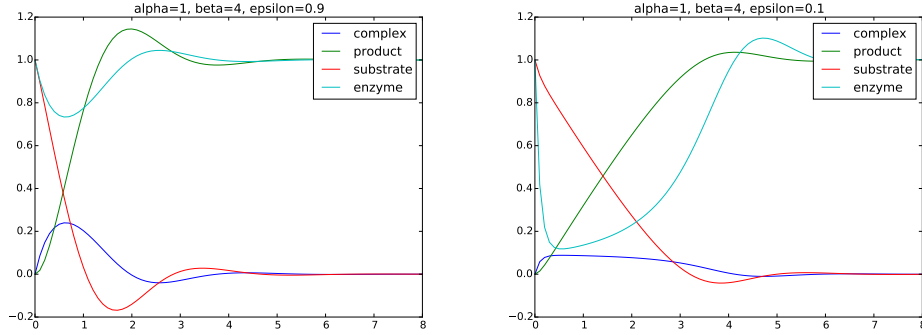 alpha=1, beta=4, epsilon=0.9
1.2
1.0
0.8
0.6
0.4
0.2
0.0
−0.2
0 1 2 3 4 5 6 7 8
complex
product
substrate
enzyme
alpha=1, beta=4, epsilon=0.1
1.2
1.0
0.8
0.6
0.4
0.2
0.0
−0.2
0 1 2 3 4 5 6 7 8
complex
product
substrate
enzyme